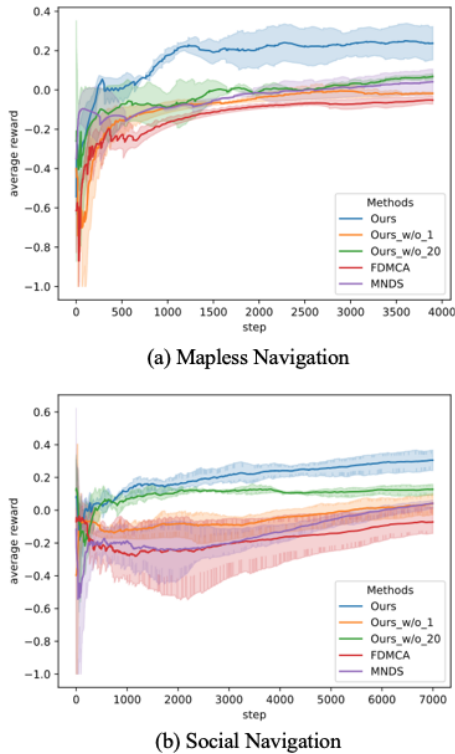 0.4
0.2
0.0
−0.2
−0.4
−0.6
−0.8
−1.0
average reward
Methods
Ours
Ours_w/o_1
Ours_w/o_20
FDMCA
MNDS
0 500 1000 1500 2000 2500 3000 3500 4000
step
(a) Mapless Navigation
0.6
0.4
0.2
0.0
−0.2
−0.4
−0.6
−0.8
−1.0
average reward
Methods
Ours
Ours_w/o_1
Ours_w/o_20
FDMCA
MNDS
0 1000 2000 3000 4000 5000 6000 7000
step
(b) Social Navigation